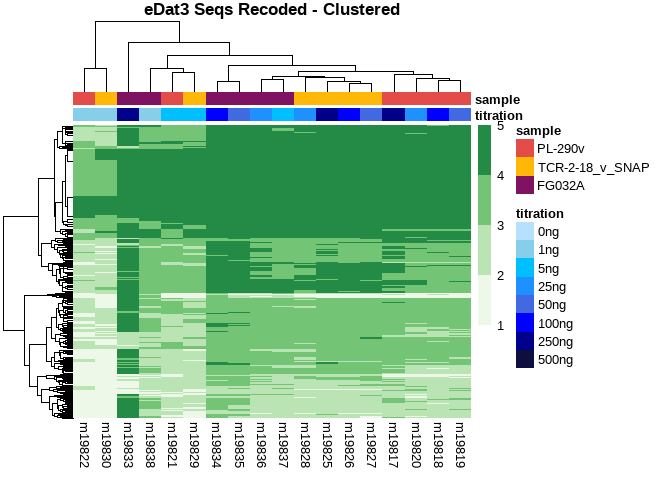 eDat3 Seqs Recoded - Clustered
sample
titration
5
4
3
2
1
sample
PL-290v
TCR-2-18_v_SNAP
FG032A
titration
0ng
1ng
5ng
25ng
50ng
100ng
250ng
500ng
m19822
m19830
m19833
m19838
m19821
m19829
m19834
m19835
m19836
m19837
m19828
m19825
m19826
m19827
m19817
m19820
m19818
m19819